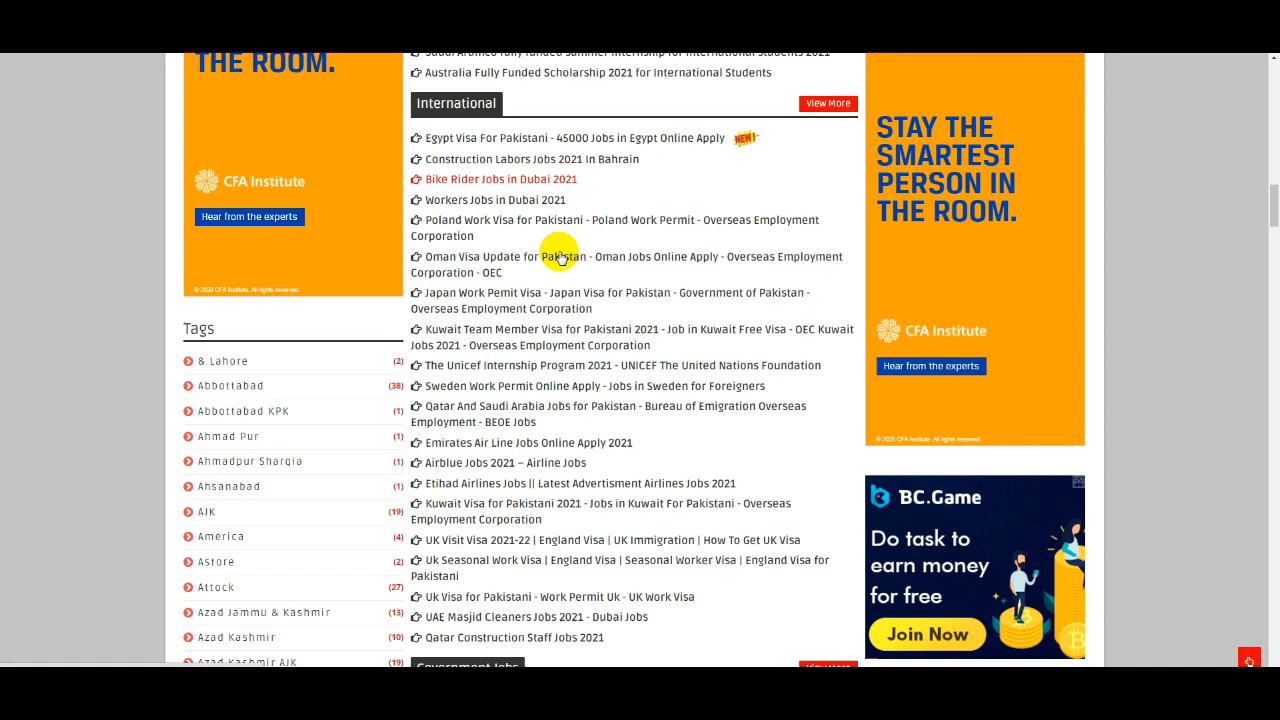 THE ROOM.
CFA Institute
Hear from the experts
© 2020 CFA Institute. All rights reserved.
Tags
& Lahore (2)
Abbottabad (38)
Abbottabad KPK (1)
Ahmad Pur (1)
Ahmadpur Sharqia (1)
Ahsanabad (1)
AJK (19)
America (4)
Astore (2)
Attock (27)
Azad Jammu & Kashmir (13)
Azad Kashmir (10)
Azad Kashmir AJK (19)
Saudi Aramco Fully Funded Summer Internship for International Students 2021
Australia Fully Funded Scholarship 2021 for International Students
International
View More
Egypt Visa For Pakistani - 45000 Jobs in Egypt Online Apply NEW!
Construction Labors Jobs 2021 In Bahrain
Bike Rider Jobs in Dubai 2021
Workers Jobs in Dubai 2021
Poland Work Visa for Pakistani - Poland Work Permit - Overseas Employment
Corporation
Oman Visa Update for Pakistan - Oman Jobs Online Apply - Overseas Employment
Corporation - OEC
Japan Work Pemit Visa - Japan Visa for Pakistan - Government of Pakistan -
Overseas Employment Corporation
Kuwait Team Member Visa for Pakistani 2021 - Job in Kuwait Free Visa - OEC Kuwait
Jobs 2021 - Overseas Employment Corporation
The Unicef Internship Program 2021 - UNICEF The United Nations Foundation
Sweden Work Permit Online Apply - Jobs in Sweden for Foreigners
Qatar And Saudi Arabia Jobs for Pakistan - Bureau of Emigration Overseas
Employment - BEOE Jobs
Emirates Air Line Jobs Online Apply 2021
Airblue Jobs 2021 – Airline Jobs
Etihad Airlines Jobs || Latest Advertisment Airlines Jobs 2021
Kuwait Visa for Pakistani 2021 - Jobs in Kuwait For Pakistani - Overseas
Employment Corporation
UK Visit Visa 2021-22 | England Visa | UK Immigration | How To Get UK Visa
Uk Seasonal Work Visa | England Visa | Seasonal Worker Visa | England Visa for
Pakistani
Uk Visa for Pakistani - Work Permit Uk - UK Work Visa
UAE Masjid Cleaners Jobs 2021 - Dubai Jobs
Qatar Construction Staff Jobs 2021
Government Jobs
View More
STAY THE
SMARTEST
PERSON IN
THE ROOM.
CFA Institute
Hear from the experts
© 2020 CFA Institute. All rights reserved.
BC.Game
Do task to
earn money
for free
Join Now